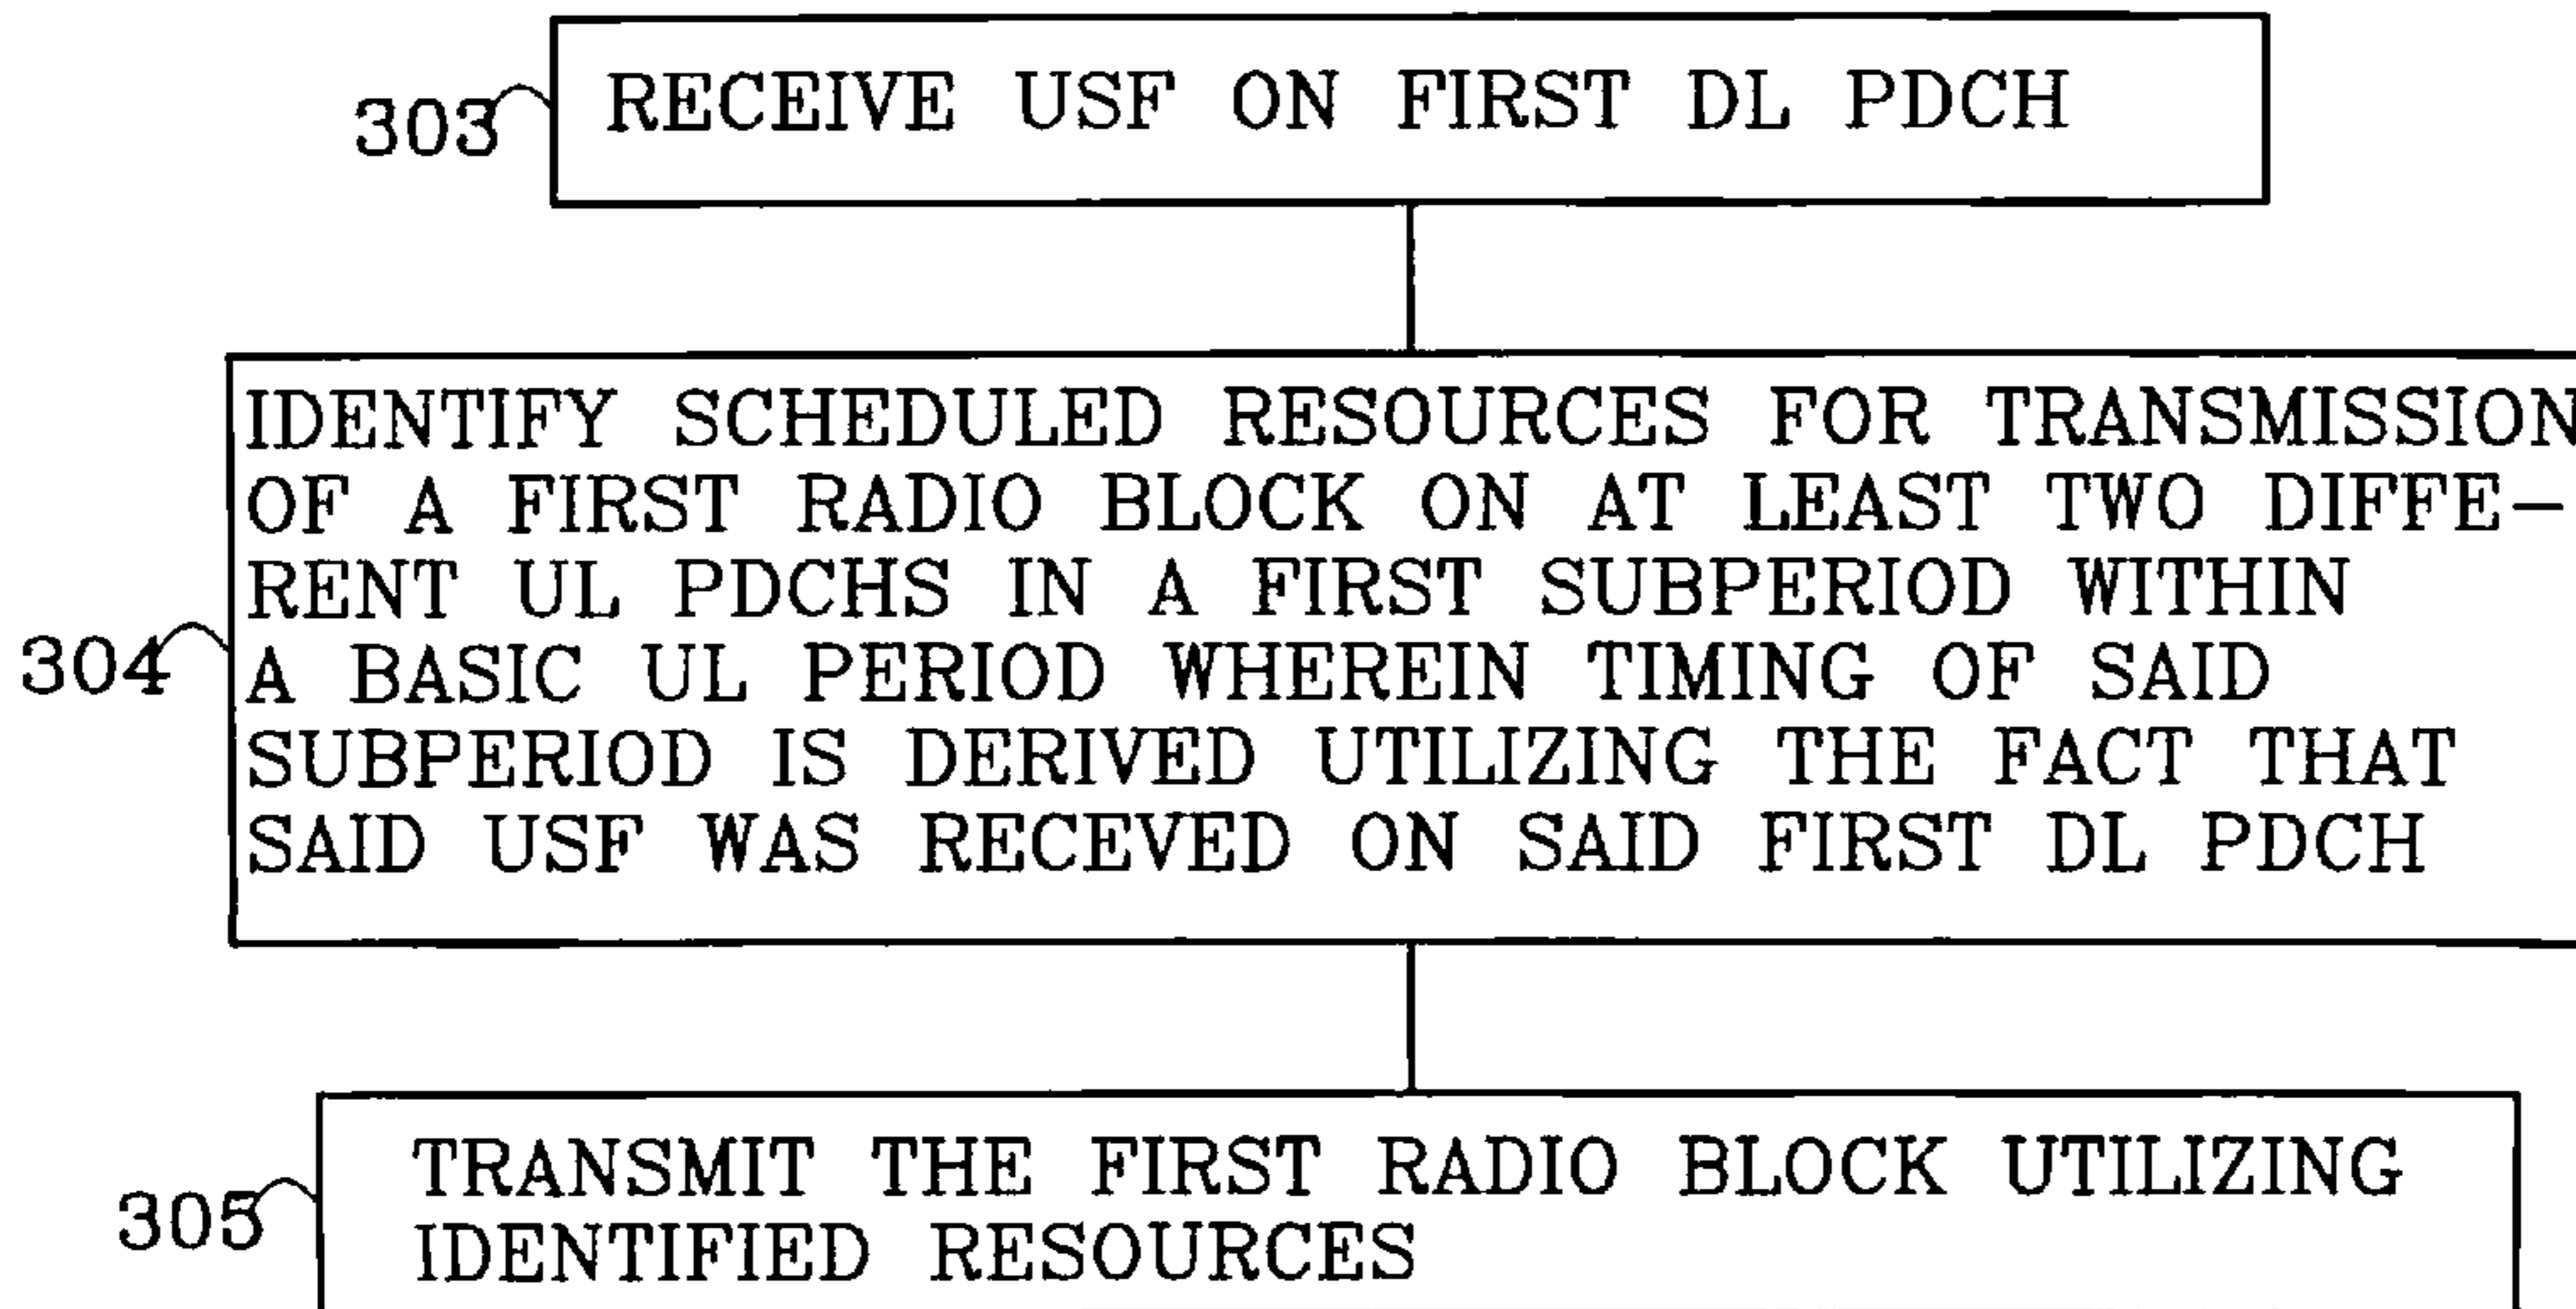 303 RECEIVE USF ON FIRST DL PDCH
IDENTIFY SCHEDULED RESOURCES FOR TRANSMISSION
OF A FIRST RADIO BLOCK ON AT LEAST TWO DIFFE-
RENT UL PDCHS IN A FIRST SUBPERIOD WITHIN
304 A BASIC UL PERIOD WHEREIN TIMING OF SAID
SUBPERIOD IS DERIVED UTILIZING THE FACT THAT
SAID USF WAS RECEVED ON SAID FIRST DL PDCH
305 TRANSMIT THE FIRST RADIO BLOCK UTILIZING
IDENTIFIED RESOURCES